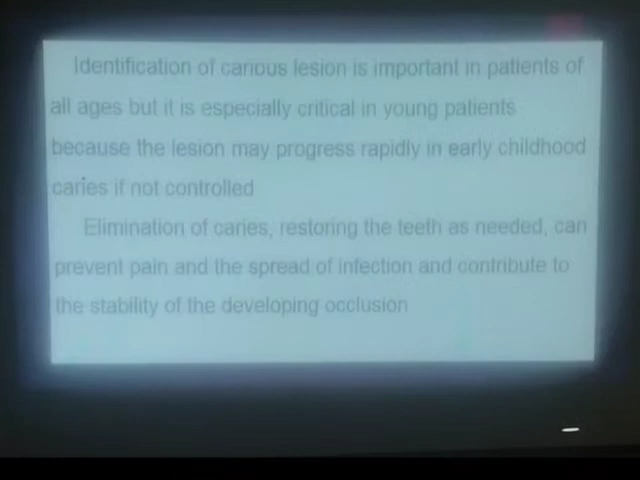 Identification of carious lesion is important in patients of
all ages but it is especially critical in young patients
because the lesion may progress rapidly in early childhood
caries if not controlled
Elimination of caries, restoring the teeth as needed, can
prevent pain and the spread of infection and contribute to
the stability of the developing occlusion